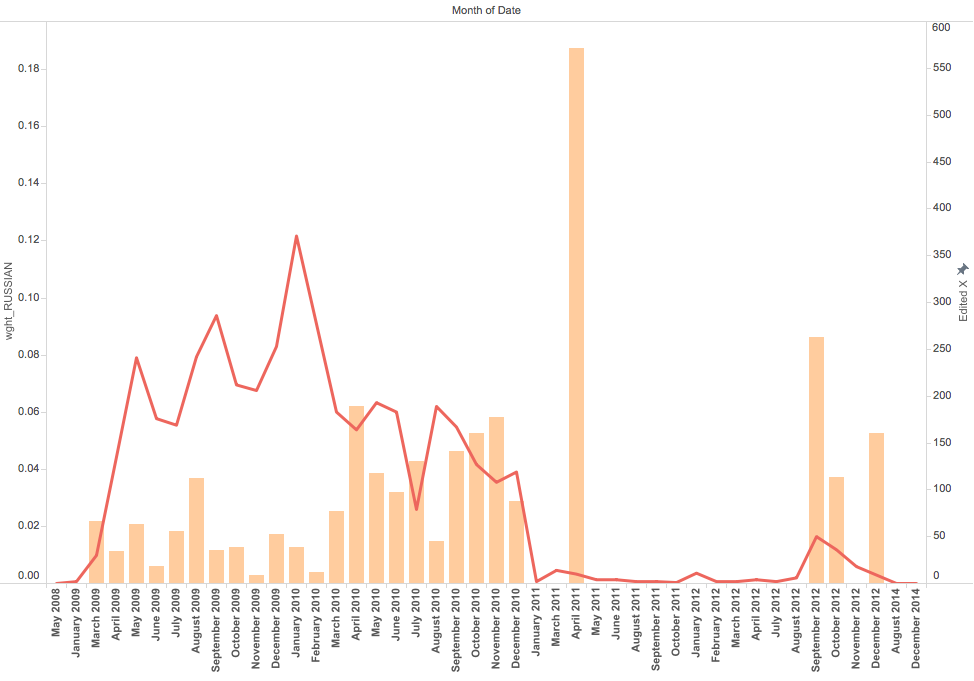 Month of Date
wght_RUSSIAN
0.18
0.16
0.14
0.12
0.10
0.08
0.06
0.04
0.02
0.00
600
550
500
450
400
350
300
250
200
150
100
50
0
Edited X
May 2008
January 2009
March 2009
April 2009
May 2009
June 2009
July 2009
August 2009
September 2009
October 2009
November 2009
December 2009
January 2010
February 2010
March 2010
April 2010
May 2010
June 2010
July 2010
August 2010
September 2010
October 2010
November 2010
December 2010
January 2011
March 2011
April 2011
May 2011
June 2011
August 2011
September 2011
October 2011
January 2012
February 2012
March 2012
April 2012
July 2012
August 2012
September 2012
October 2012
November 2012
December 2012
August 2014
December 2014